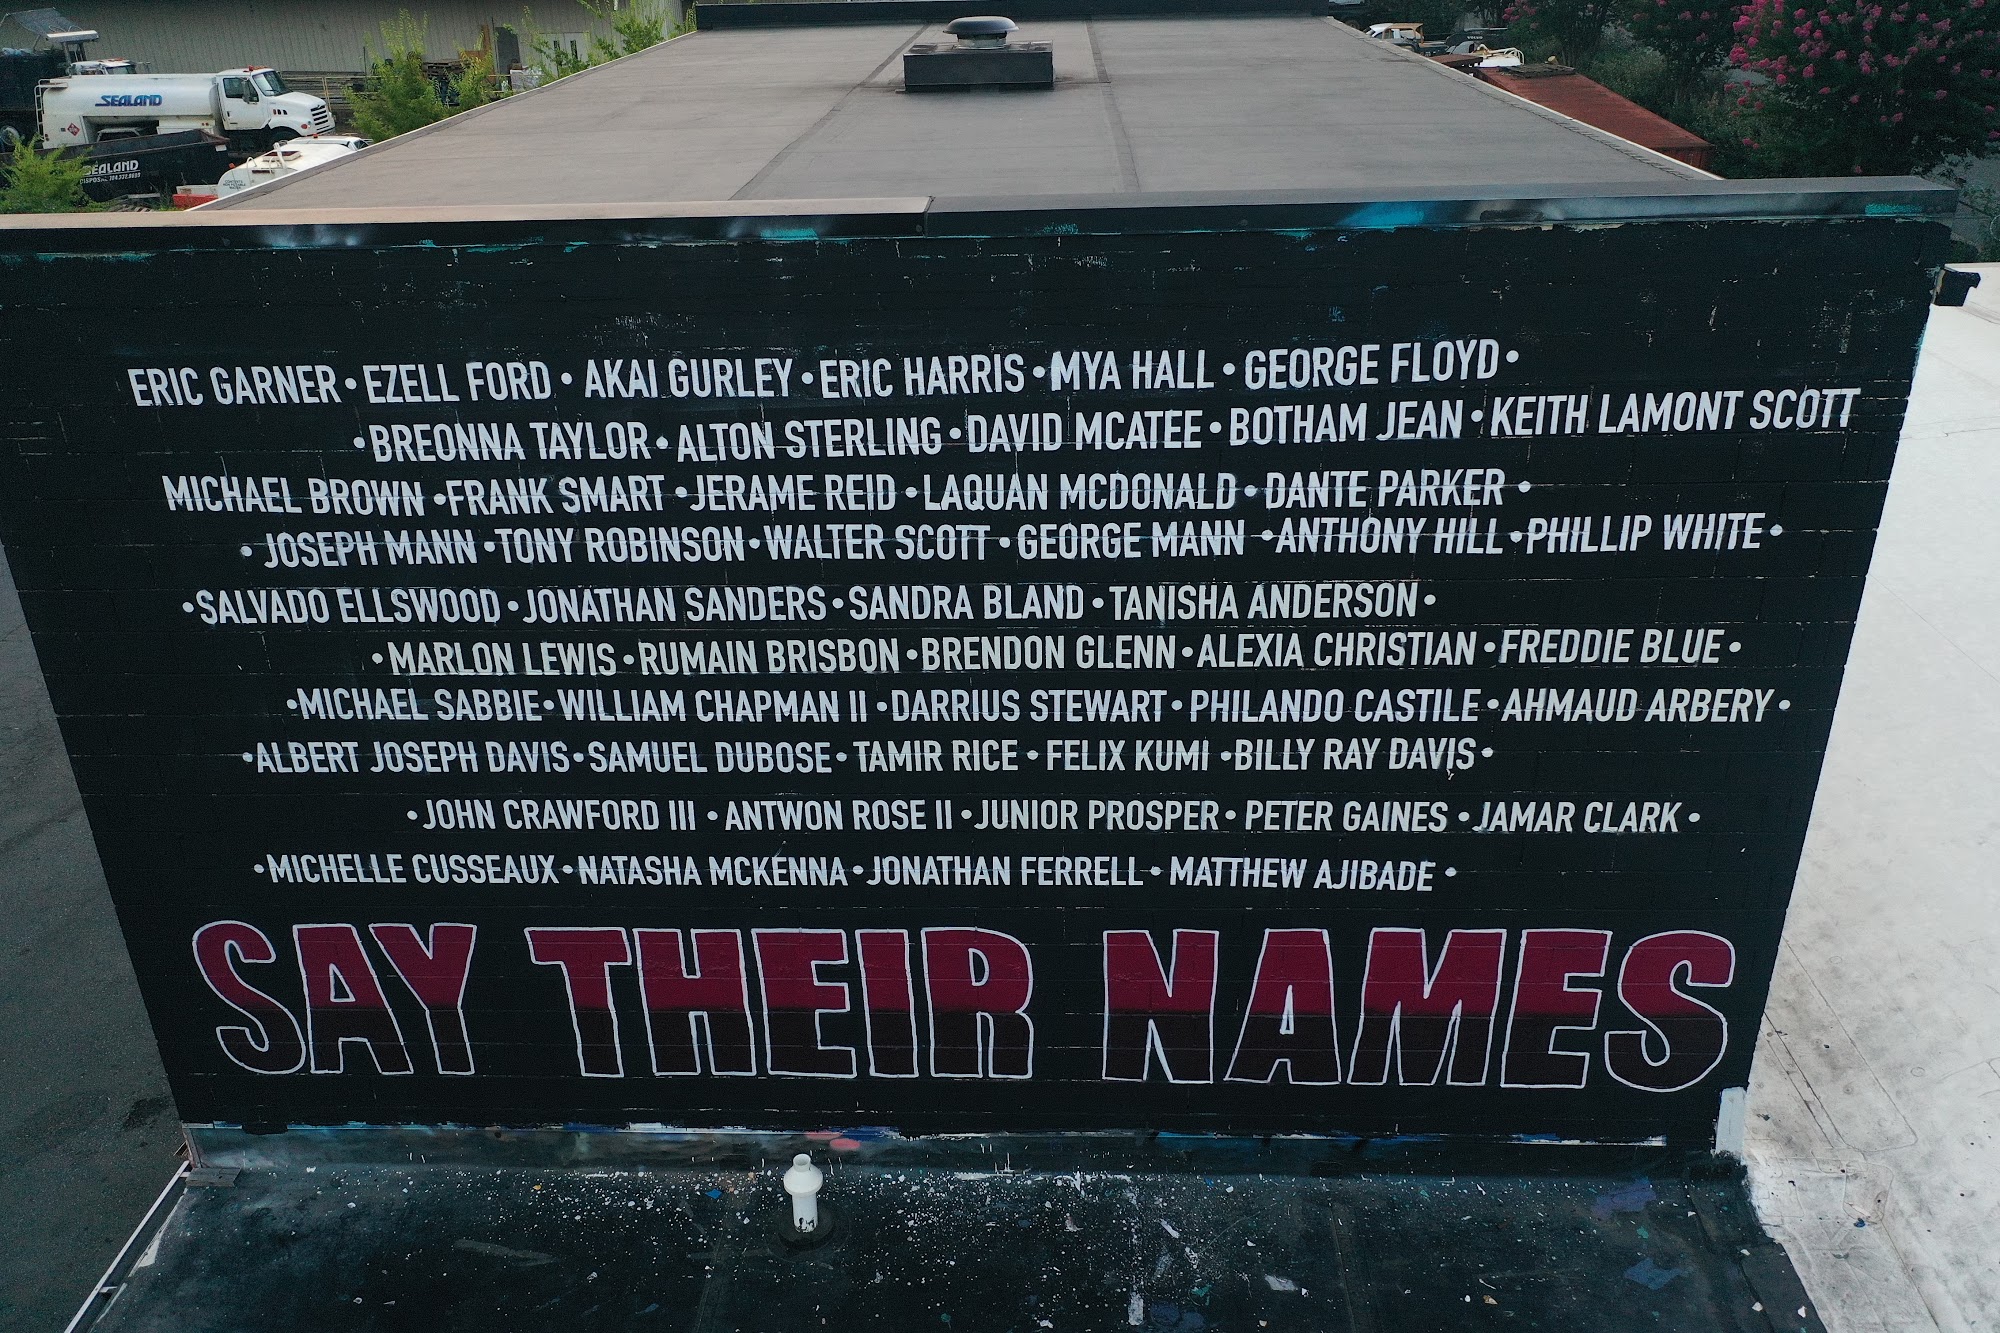 SEALAND
SEALAND
ERIC GARNER • EZELL FORD • AKAI GURLEY • ERIC HARRIS • MYA HALL • GEORGE FLOYD •
• BREONNA TAYLOR • ALTON STERLING • DAVID MCATEE • BOTHAM JEAN • KEITH LAMONT SCOTT
MICHAEL BROWN • FRANK SMART • JERAME REID • LAQUAN MCDONALD • DANTE PARKER •
• JOSEPH MANN • TONY ROBINSON • WALTER SCOTT • GEORGE MANN • ANTHONY HILL • PHILLIP WHITE •
• SALVADO ELLSWOOD • JONATHAN SANDERS • SANDRA BLAND • TANISHA ANDERSON •
• MARLON LEWIS • RUMAIN BRISBON • BRENDON GLENN • ALEXIA CHRISTIAN • FREDDIE BLUE •
• MICHAEL SABBIE • WILLIAM CHAPMAN II • DARRIUS STEWART • PHILANDO CASTILE • AHMAUD ARBERY •
• ALBERT JOSEPH DAVIS • SAMUEL DUBOSE • TAMIR RICE • FELIX KUMI • BILLY RAY DAVIS •
• JOHN CRAWFORD III • ANTWON ROSE II • JUNIOR PROSPER • PETER GAINES • JAMAR CLARK •
• MICHELLE CUSSEAUX • NATASHA MCKENNA • JONATHAN FERRELL • MATTHEW AJIBADE •
SAY THEIR NAMES